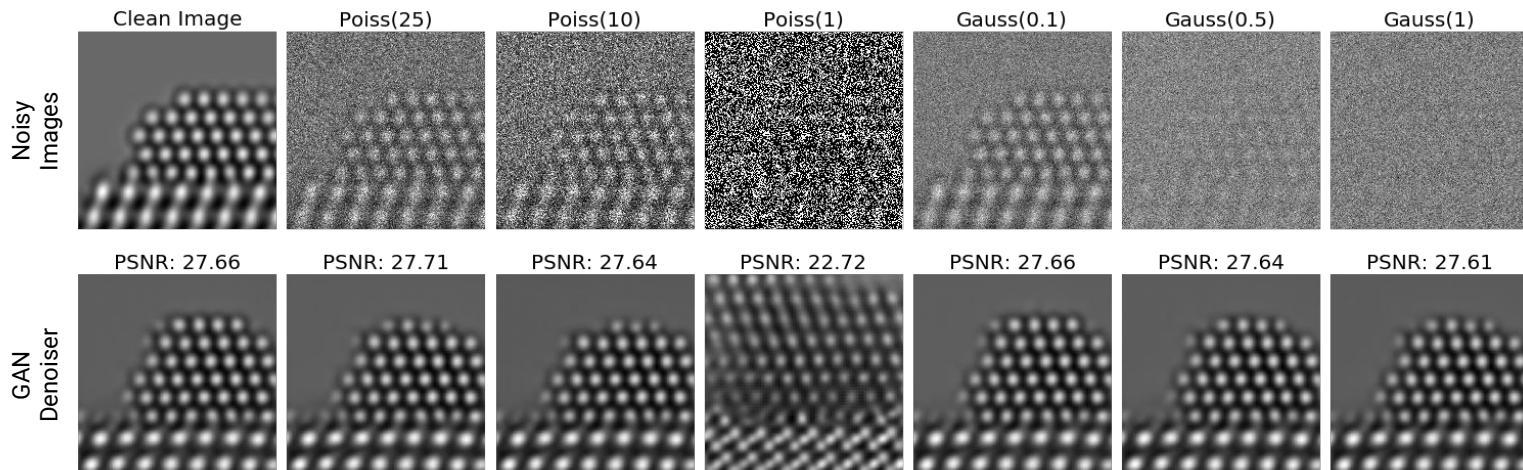 Clean Image
Poiss(25)
Poiss(10)
Poiss(1)
Gauss(0.1)
Gauss(0.5)
Gauss(1)
Noisy
Images
PSNR: 27.66
PSNR: 27.71
PSNR: 27.64
PSNR: 22.72
PSNR: 27.66
PSNR: 27.64
PSNR: 27.61
GAN
Denoiser